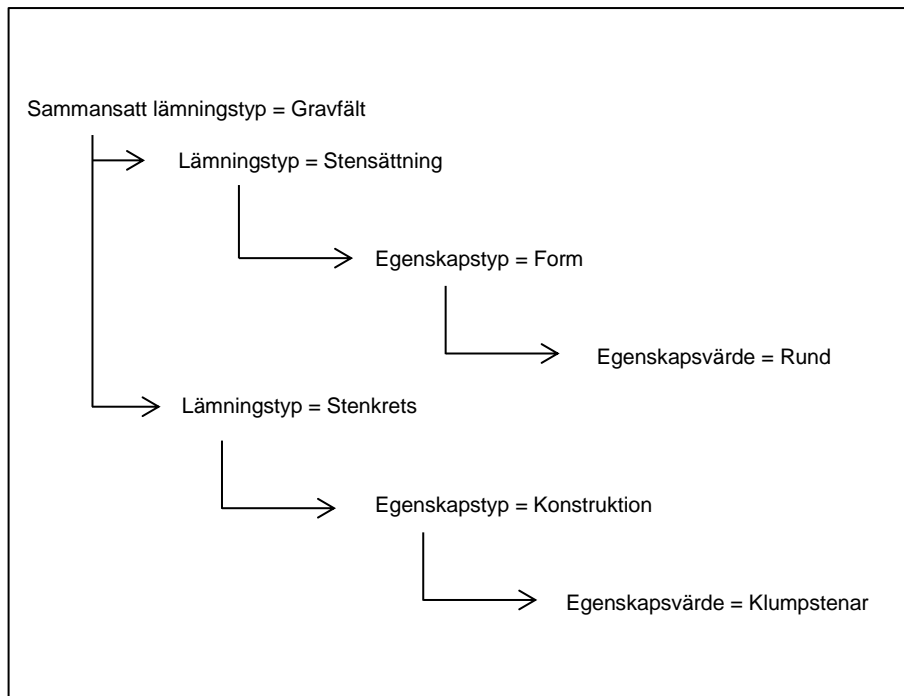 Sammansatt lämningstyp = Gravfält
Lämningstyp = Stensättning
Egenskapstyp = Form
Egenskapsvärde = Rund
Lämningstyp = Stenkrets
Egenskapstyp = Konstruktion
Egenskapsvärde = Klumpstenar